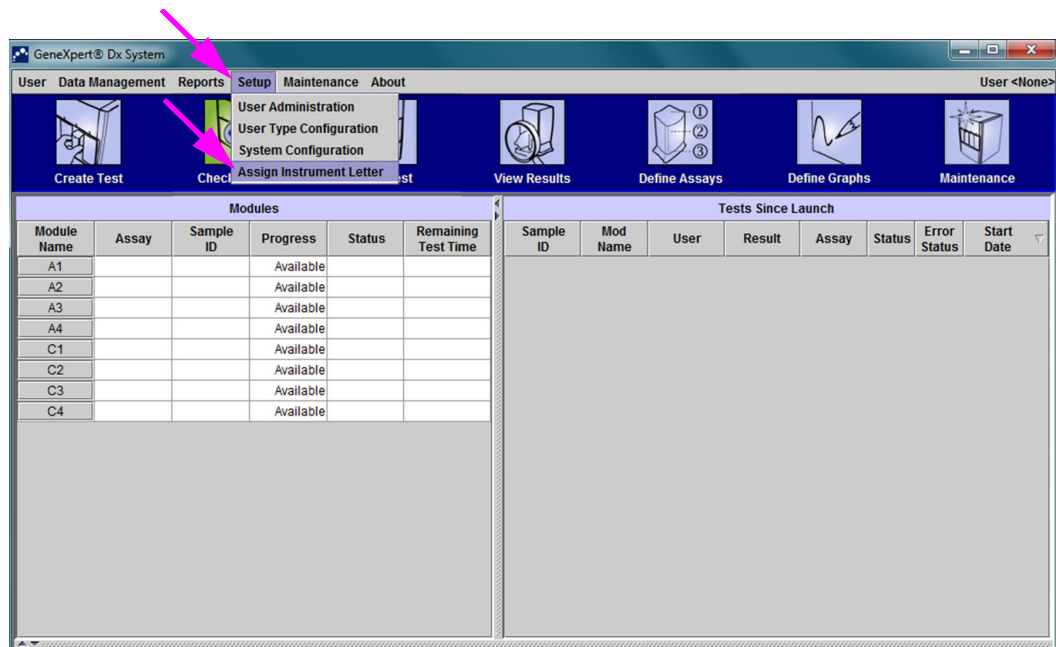 GeneXpert® Dx System
User Data Management Reports Setup Maintenance About User <None>
User Administration
User Type Configuration
System Configuration
Assign Instrument Letter
Create Test View Results Define Assays Define Graphs Maintenance
① ② ③
Modules
Module Name Assay Sample ID Progress Status Remaining Test Time
A1 Available
A2 Available
A3 Available
A4 Available
C1 Available
C2 Available
C3 Available
C4 Available
Tests Since Launch
Sample ID Mod Name User Result Assay Status Error Status Start Date